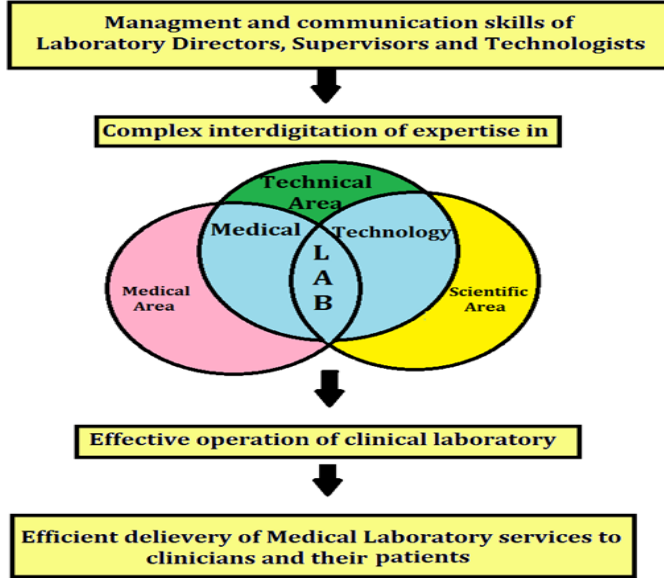 Managment and communication skills of
Laboratory Directors, Supervisors and Technologists
Complex interdigitation of expertise in
Technical
Area
Medical
Technology
L
A
B
Medical
Area
Scientific
Area
Effective operation of clinical laboratory
Efficient delievery of Medical Laboratory services to
clinicians and their patients